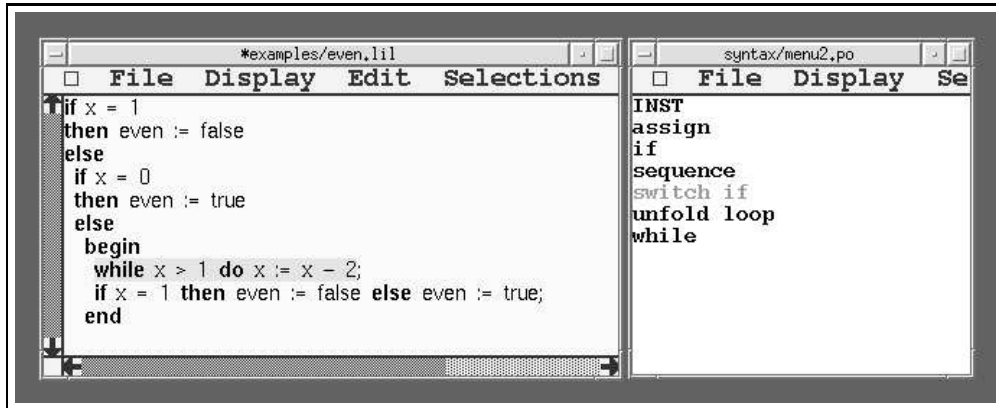 *examples/even.lil
File Display Edit Selections
if x = 1
then even := false
else
if x = 0
then even := true
else
begin
while x > 1 do x := x - 2;
if x = 1 then even := false else even := true;
end
syntax/menu2.po
File Display Se
INST
assign
if
sequence
switch if
unfold loop
while